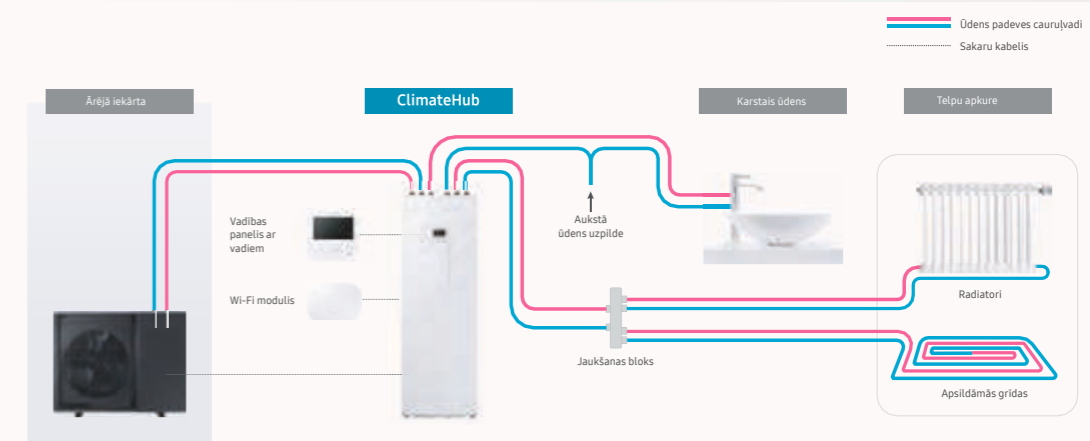 Ūdens padeves cauruļvadi
Sakaru kabelis
Ārējā iekārta
ClimateHub
Karstais ūdens
Telpu apkure
Vadības
panelis ar
vadiem
Wi-Fi modulis
Aukstā
ūdens uzpilde
Jaukšanas bloks
Radiatori
Apsildāmās grīdas